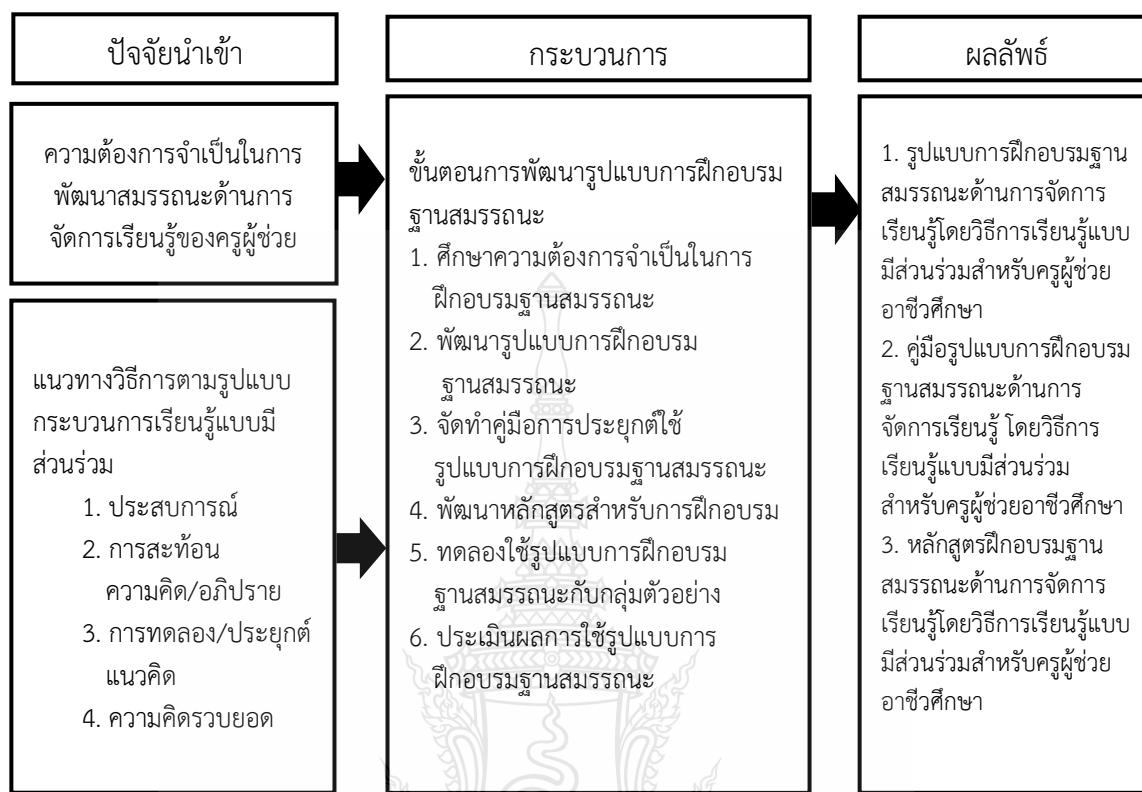 ปัจจัยนำเข้า
ความต้องการจำเป็นในการ
พัฒนาสมรรถนะด้านการ
จัดการเรียนรู้ของครูผู้ช่วย
แนวทางวิธีการตามรูปแบบ
กระบวนการเรียนรู้แบบมี
ส่วนร่วม
1. ประสบการณ์
2. การสะท้อน
ความคิด/อภิปราย
3. การทดลอง/ประยุกต์
แนวคิด
4. ความคิดรวบยอด
กระบวนการ
ขั้นตอนการพัฒนารูปแบบการฝึกอบรม
ฐานสมรรถนะ
1. ศึกษาความต้องการจำเป็นในการ
ฝึกอบรมฐานสมรรถนะ
2. พัฒนารูปแบบการฝึกอบรม
ฐานสมรรถนะ
3. จัดทำคู่มือการประยุกต์ใช้
รูปแบบการฝึกอบรมฐานสมรรถนะ
4. พัฒนาหลักสูตรสำหรับการฝึกอบรม
5. ทดลองใช้รูปแบบการฝึกอบรม
ฐานสมรรถนะกับกลุ่มตัวอย่าง
6. ประเมินผลการใช้รูปแบบการ
ฝึกอบรมฐานสมรรถนะ
ผลลัพธ์
1. รูปแบบการฝึกอบรมฐาน
สมรรถนะด้านการจัดการ
เรียนรู้โดยวิธีการเรียนรู้แบบ
มีส่วนร่วมสำหรับครูผู้ช่วย
อาชีวศึกษา
2. คู่มือรูปแบบการฝึกอบรม
ฐานสมรรถนะด้านการ
จัดการเรียนรู้ โดยวิธีการ
เรียนรู้แบบมีส่วนร่วม
สำหรับครูผู้ช่วยอาชีวศึกษา
3. หลักสูตรฝึกอบรมฐาน
สมรรถนะด้านการจัดการ
เรียนรู้โดยวิธีการเรียนรู้แบบ
มีส่วนร่วมสำหรับครูผู้ช่วย
อาชีวศึกษา